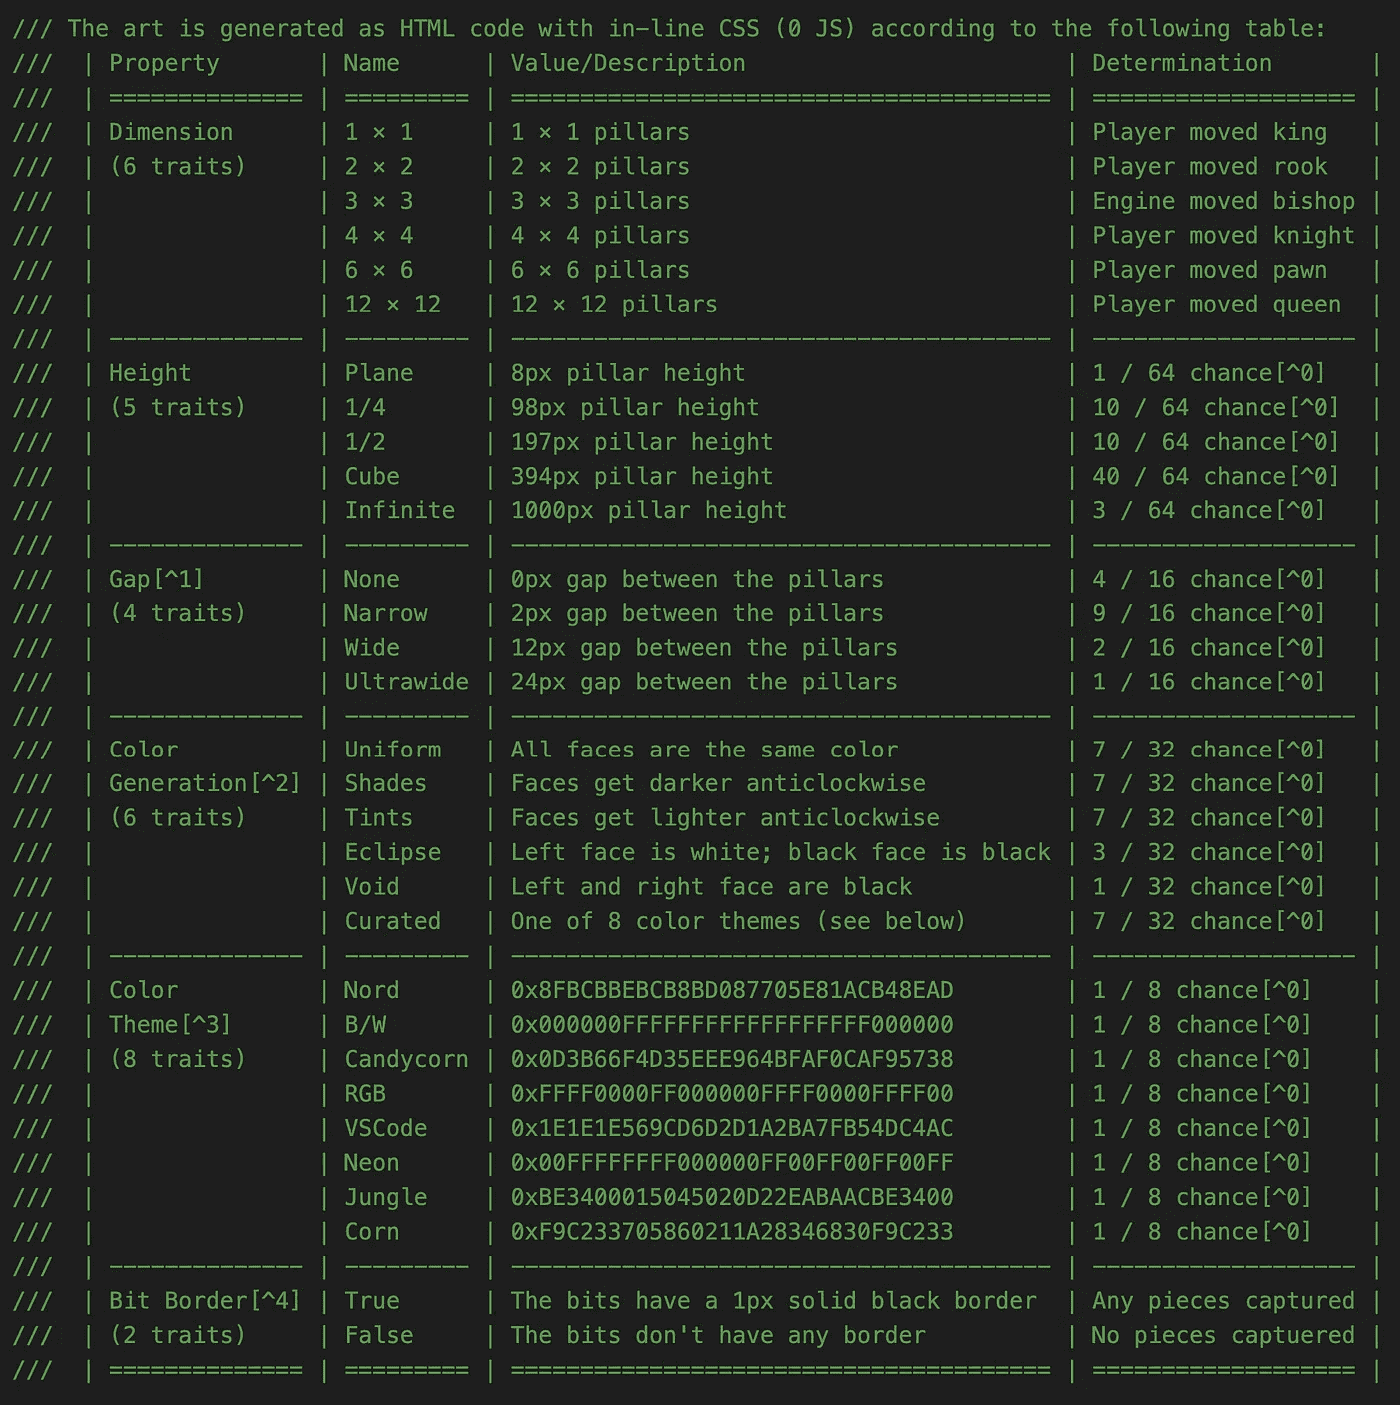 /// The art is generated as HTML code with in-line CSS (0 JS) according to the following table:
///  | Property       | Name      | Value/Description                       | Determination       |
///  | ============== | ========= | ======================================= | =================== |
///  | Dimension      | 1 × 1     | 1 × 1 pillars                           | Player moved king   |
///  | (6 traits)     | 2 × 2     | 2 × 2 pillars                           | Player moved rook   |
///  |                | 3 × 3     | 3 × 3 pillars                           | Engine moved bishop |
///  |                | 4 × 4     | 4 × 4 pillars                           | Player moved knight |
///  |                | 6 × 6     | 6 × 6 pillars                           | Player moved pawn   |
///  |                | 12 × 12   | 12 × 12 pillars                         | Player moved queen  |
///  | -------------- | --------- | --------------------------------------- | ------------------- |
///  | Height         | Plane     | 8px pillar height                       | 1 / 64 chance[^0]   |
///  | (5 traits)     | 1/4       | 98px pillar height                      | 10 / 64 chance[^0]  |
///  |                | 1/2       | 197px pillar height                     | 10 / 64 chance[^0]  |
///  |                | Cube      | 394px pillar height                     | 40 / 64 chance[^0]  |
///  |                | Infinite  | 1000px pillar height                    | 3 / 64 chance[^0]   |
///  | -------------- | --------- | --------------------------------------- | ------------------- |
///  | Gap[^1]        | None      | 0px gap between the pillars             | 4 / 16 chance[^0]   |
///  | (4 traits)     | Narrow    | 2px gap between the pillars             | 9 / 16 chance[^0]   |
///  |                | Wide      | 12px gap between the pillars            | 2 / 16 chance[^0]   |
///  |                | Ultrawide | 24px gap between the pillars            | 1 / 16 chance[^0]   |
///  | -------------- | --------- | --------------------------------------- | ------------------- |
///  | Color          | Uniform   | All faces are the same color            | 7 / 32 chance[^0]   |
///  | Generation[^2] | Shades    | Faces get darker anticlockwise          | 7 / 32 chance[^0]   |
///  | (6 traits)     | Tints     | Faces get lighter anticlockwise         | 7 / 32 chance[^0]   |
///  |                | Eclipse   | Left face is white; black face is black | 3 / 32 chance[^0]   |
///  |                | Void      | Left and right face are black           | 1 / 32 chance[^0]   |
///  |                | Curated   | One of 8 color themes (see below)       | 7 / 32 chance[^0]   |
///  | -------------- | --------- | --------------------------------------- | ------------------- |
///  | Color          | Nord      | 0x8FBCBBEBCB8BD087705E81ACB48EAD        | 1 / 8 chance[^0]    |
///  | Theme[^3]      | B/W       | 0x000000FFFFFFFFFFFFFFFFFF000000        | 1 / 8 chance[^0]    |
///  | (8 traits)     | Candycorn | 0x0D3B66F4D35EEE964BFAF0CAF95738        | 1 / 8 chance[^0]    |
///  |                | RGB       | 0xFFFF0000FF000000FFFF0000FFFF00        | 1 / 8 chance[^0]    |
///  |                | VSCode    | 0x1E1E1E569CD6D2D1A2BA7FB54DC4AC        | 1 / 8 chance[^0]    |
///  |                | Neon      | 0x00FFFFFFFF000000FF00FF00FF00FF        | 1 / 8 chance[^0]    |
///  |                | Jungle    | 0xBE3400015045020D22EABAACBE3400        | 1 / 8 chance[^0]    |
///  |                | Corn      | 0xF9C233705860211A28346830F9C233        | 1 / 8 chance[^0]    |
///  | -------------- | --------- | --------------------------------------- | ------------------- |
///  | Bit Border[^4] | True      | The bits have a 1px solid black border  | Any pieces captured |
///  | (2 traits)     | False     | The bits don't have any border          | No pieces captuered |
///  | ============== | ========= | ======================================= | =================== |